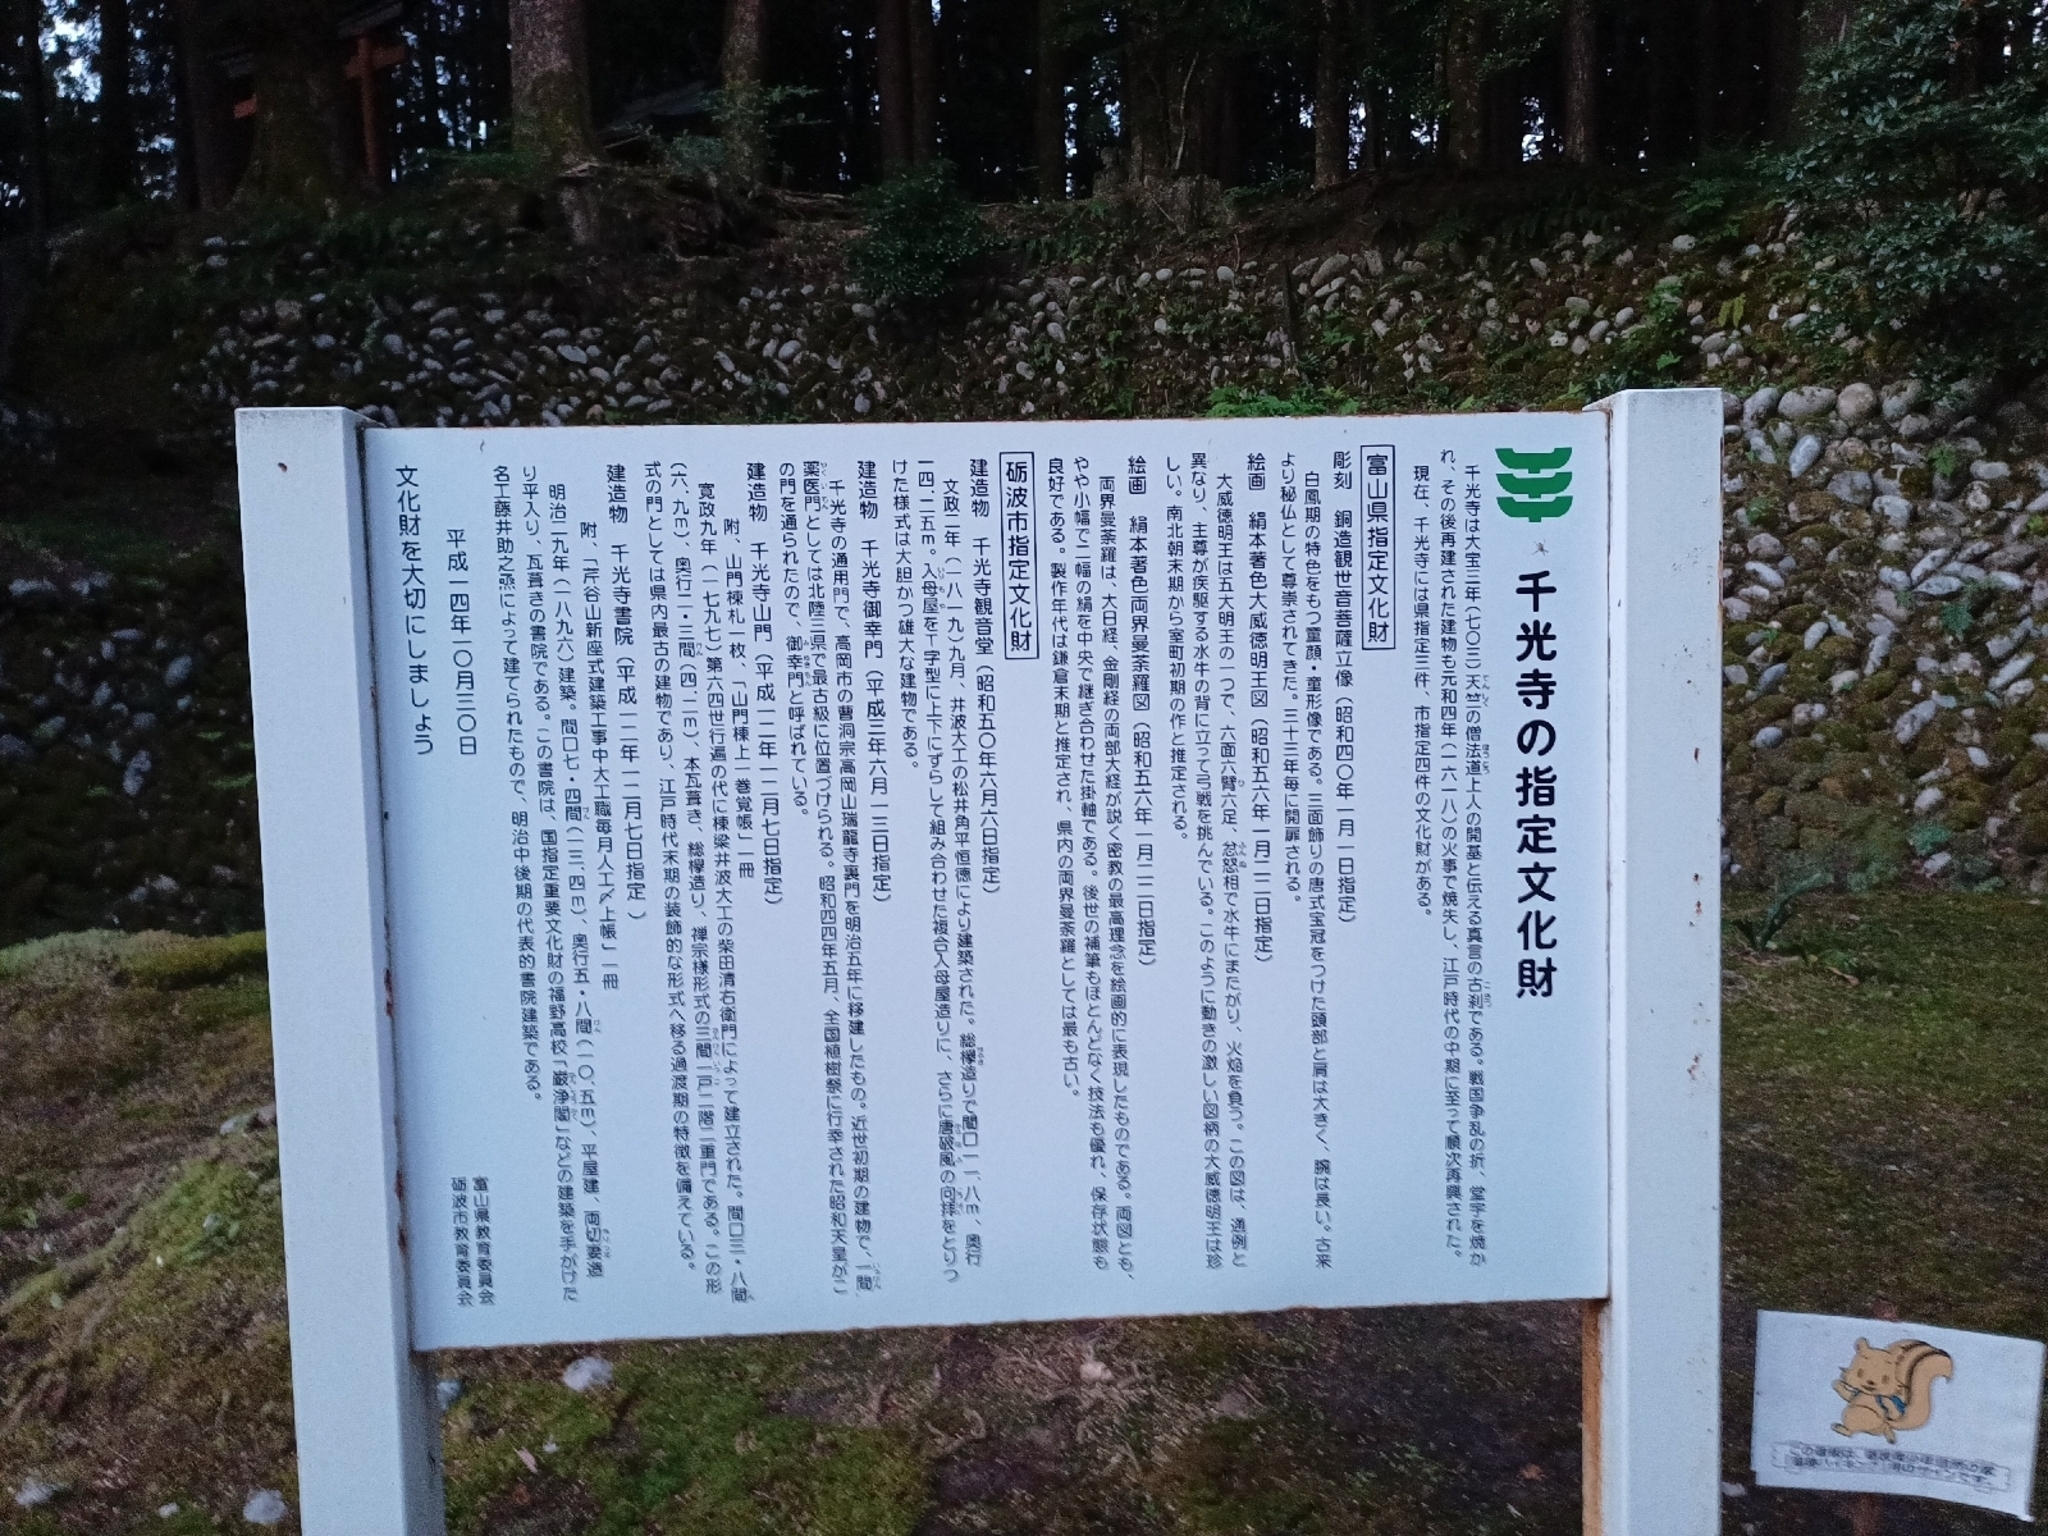 千光寺の指定文化財
千光寺は大宝三年(七〇三)天竺の僧法道上人の開基と伝える真言の古刹である。戦国争乱の折、堂宇を焼か
れ、その後再建された建物も元和四年(一六一八)の火事で焼失し、江戸時代の中期に至って順次再興された。
現在、千光寺には県指定三件、市指定四件の文化財がある。
富山県指定文化財
彫刻 銅造観世音菩薩立像(昭和四〇年一月一日指定)
白鳳期の特色をもつ童顔・童形像である。三面飾りの唐式宝冠をつけた頭部と肩は大きく、腕は長い。古来
より秘仏として尊崇されてきた。三十三年毎に開扉される。
絵画 絹本著色大威徳明王図(昭和五六年一月二二日指定)
大威徳明王は五大明王の一つで、六面六臂六足、忿怒相で水牛にまたがり、火焰を負う。この図は、通例と
異なり、主尊が疾駆する水牛の背に立って弓戦を挑んでいる。このように動きの激しい図柄の大威徳明王は珍
しい。南北朝末期から室町初期の作と推定される。
絵画 絹本著色両界曼荼羅図(昭和五六年一月二二日指定)
両界曼荼羅は、大日経、金剛経の両部大経が説く密教の最高理念を絵画的に表現したものである。両図とも、
やや小幅で二幅の絹を中央で継ぎ合わせた掛軸である。後世の補筆もほとんどなく技法も優れ、保存状態も
良好である。製作年代は鎌倉末期と推定され、県内の両界曼荼羅としては最も古い。
砺波市指定文化財
建造物 千光寺観音堂(昭和五〇年六月六日指定)
文政二年(一八一九)九月、井波大工の松井角平恒徳により建築された。総欅造りで間口一一.八m、奥行
一四.二五m。入母屋をT字型に上下にずらして組み合わせた複合入母屋造りに、さらに唐破風の向拝をとりつ
けた様式は大胆かつ雄大な建物である。
建造物 千光寺御幸門(平成三年六月一三日指定)
千光寺の通用門で、高岡市の曹洞宗高岡山瑞龍寺裏門を明治五年に移建したもの。近世初期の建物で、一間
薬医門としては北陸三県で最古級に位置づけられる。昭和四四年五月、全国植樹祭に行幸された昭和天皇がこ
の門を通られたので、御幸門と呼ばれている。
建造物 千光寺山門(平成一二年一二月七日指定)
附、山門棟札一枚、「山門棟上一巻覚帳」一冊
寛政九年(一七九七)第六四世行遍の代に棟梁井波大工の柴田清右衛門によって建立された。間口三・八間
(六.九m)、奥行二・三間(四.二m)、本瓦葺き、総欅造り、禅宗様形式の三間一戸二階二重門である。この形
式の門としては県内最古の建物であり、江戸時代末期の装飾的な形式へ移る過渡期の特徴を備えている。
建造物 千光寺書院(平成一二年一二月七日指定)
附、「芹谷山新座式建築工事中大工職毎月人工〆上帳」一冊
明治二九年(一八九六)建築。間口七・四間(一三.四m)、奥行五・八間(一〇.五m)、平屋建、両切妻造
り平入り、瓦葺きの書院である。この書院は、国指定重要文化財の福野高校「巌浄閣」などの建築を手がけた
名工藤井助之丞によって建てられたもので、明治中後期の代表的書院建築である。
平成一四年一〇月三〇日
富山県教育委員会
砺波市教育委員会
文化財を大切にしましょう